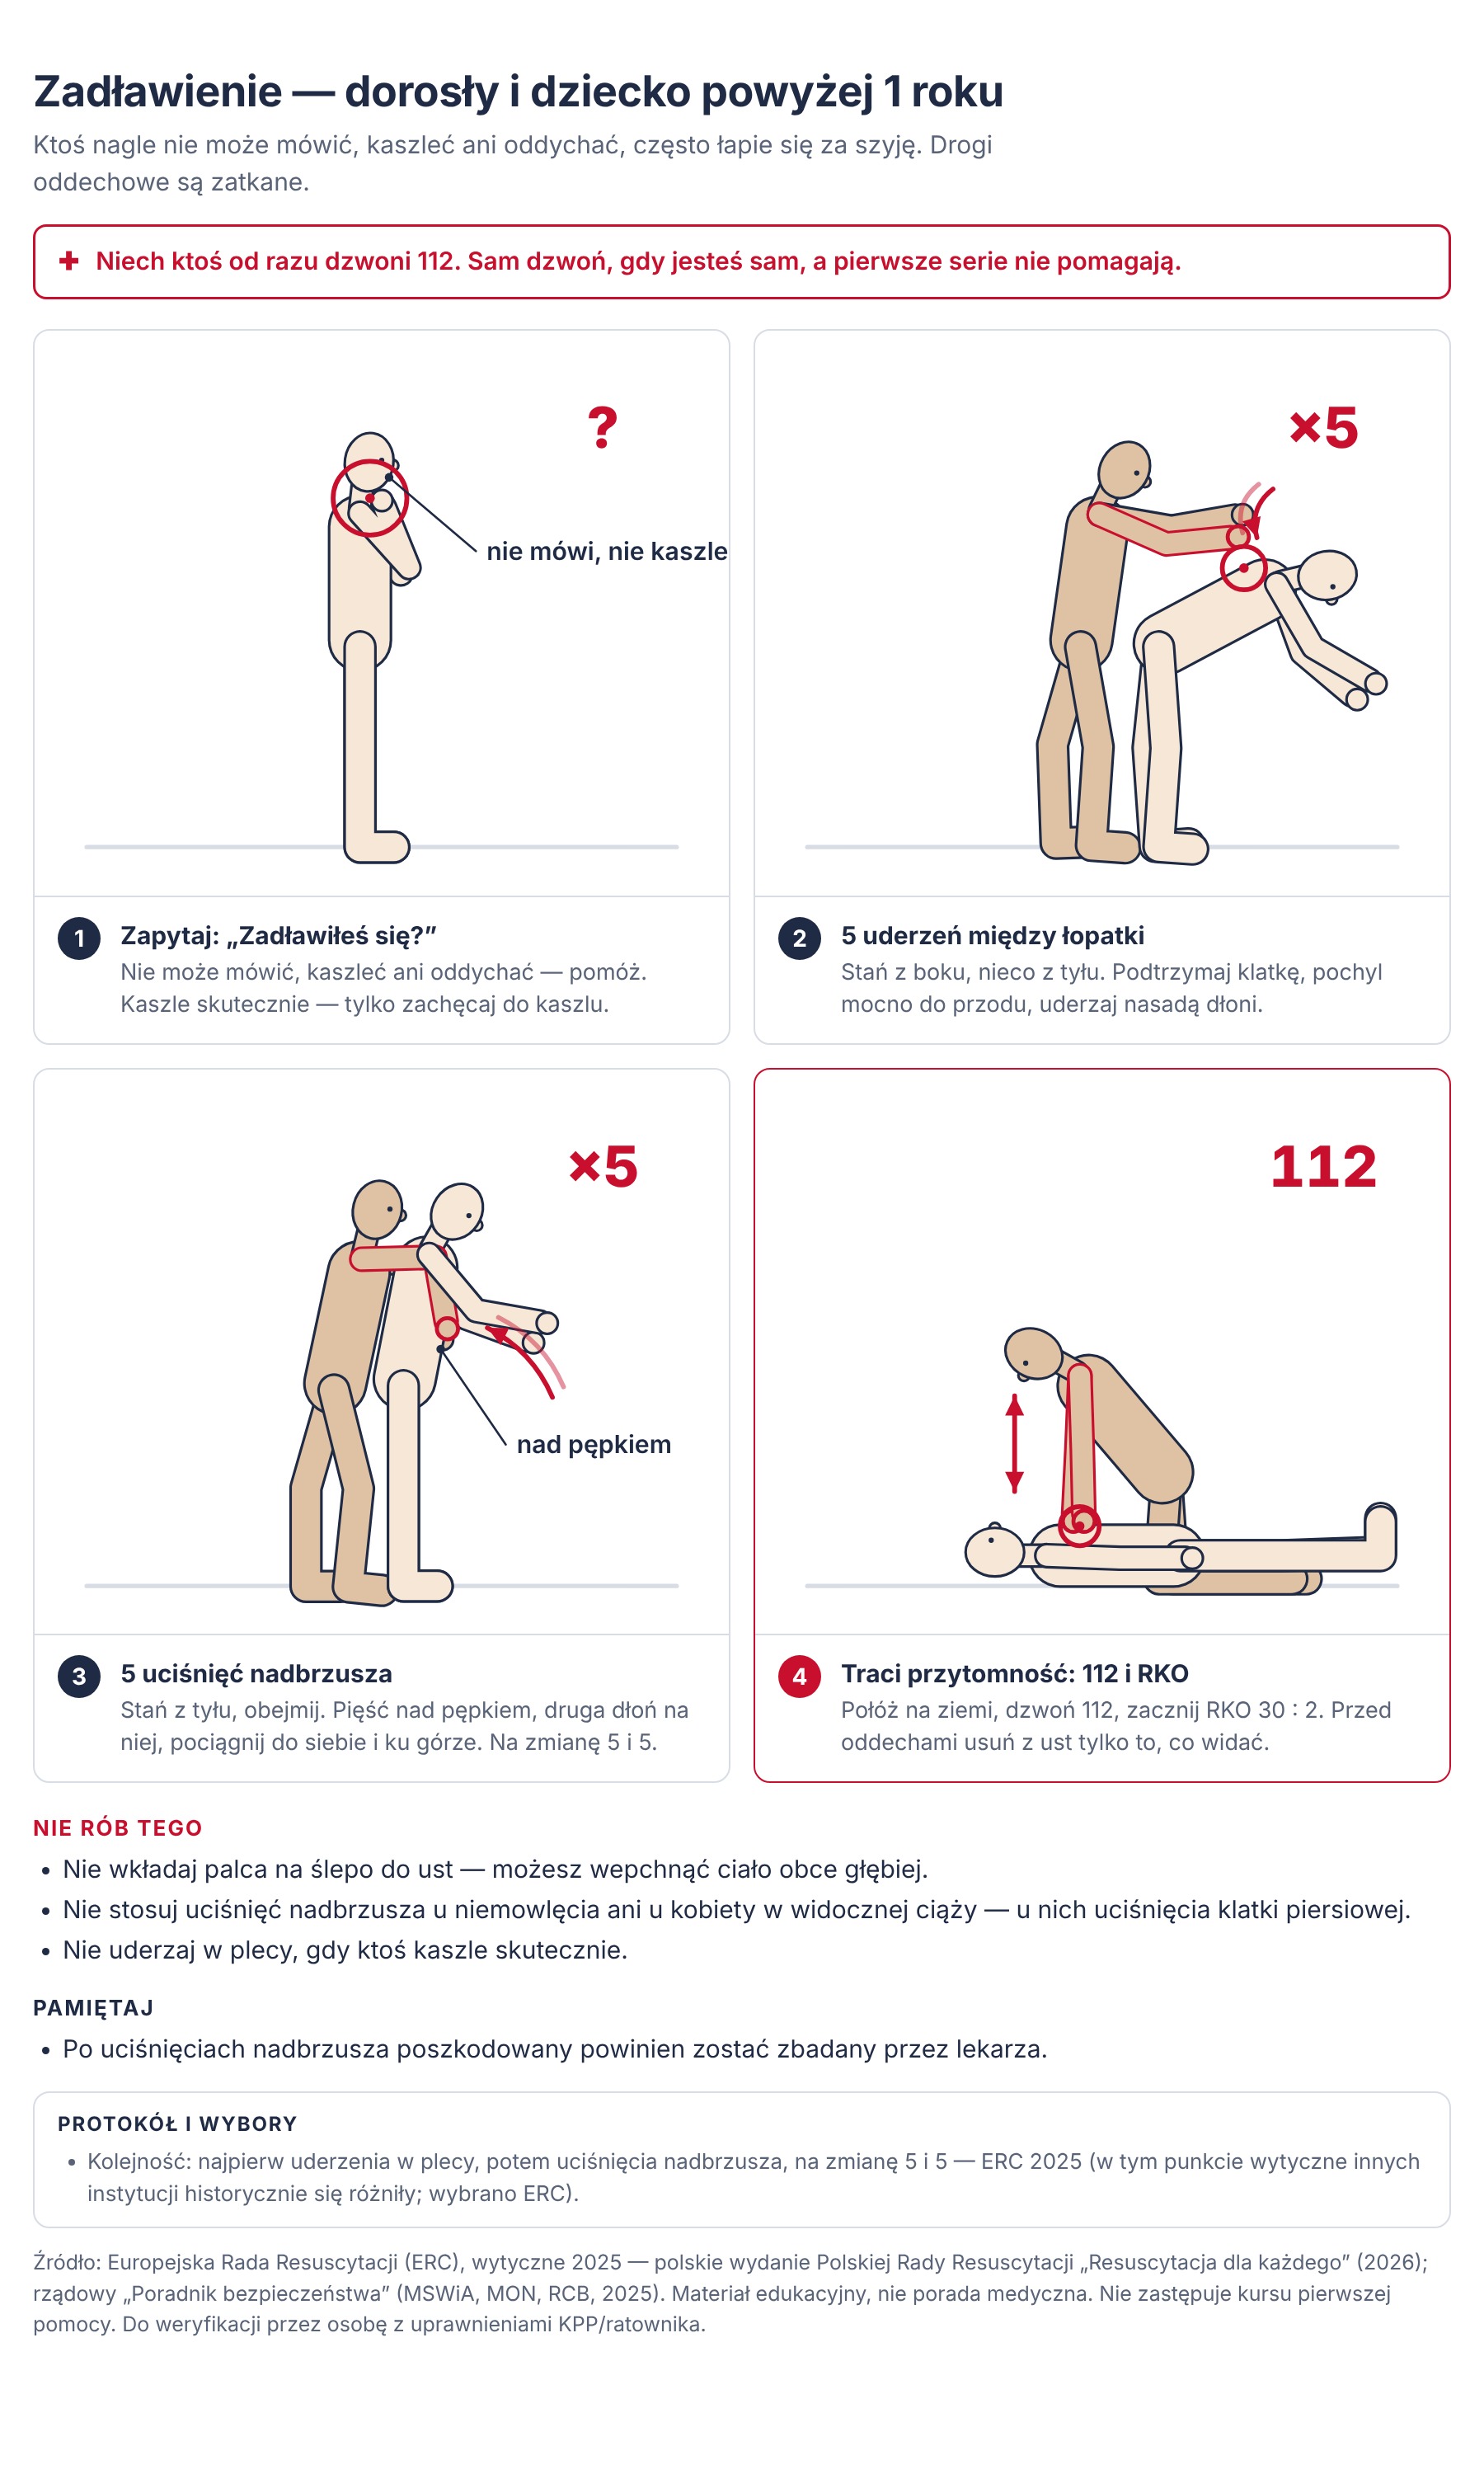 Zadławienie — dorosły i dziecko powyżej 1 roku
Ktoś nagle nie może mówić, kaszleć ani oddychać, często łapie się za szyję. Drogi
oddechowe są zatkane.
✚ Niech ktoś od razu dzwoni 112. Sam dzwoń, gdy jesteś sam, a pierwsze serie nie pomagają.
?
nie mówi, nie kaszle
1 Zapytaj: „Zadławiłeś się?”
Nie może mówić, kaszleć ani oddychać — pomóż.
Kaszle skutecznie — tylko zachęcaj do kaszlu.
×5
2 5 uderzeń między łopatki
Stań z boku, nieco z tyłu. Podtrzymaj klatkę, pochyl
mocno do przodu, uderzaj nasadą dłoni.
×5
nad pępkiem
3 5 uciśnięć nadbrzusza
Stań z tyłu, obejmij. Pięść nad pępkiem, druga dłoń na
niej, pociągnij do siebie i ku górze. Na zmianę 5 i 5.
112
4 Traci przytomność: 112 i RKO
Połóż na ziemi, dzwoń 112, zacznij RKO 30 : 2. Przed
oddechami usuń z ust tylko to, co widać.
NIE RÓB TEGO
• Nie wkładaj palca na ślepo do ust — możesz wepchnąć ciało obce głębiej.
• Nie stosuj uciśnięć nadbrzusza u niemowlęcia ani u kobiety w widocznej ciąży — u nich uciśnięcia klatki piersiowej.
• Nie uderzaj w plecy, gdy ktoś kaszle skutecznie.
PAMIĘTAJ
• Po uciśnięciach nadbrzusza poszkodowany powinien zostać zbadany przez lekarza.
PROTOKÓŁ I WYBORY
• Kolejność: najpierw uderzenia w plecy, potem uciśnięcia nadbrzusza, na zmianę 5 i 5 — ERC 2025 (w tym punkcie wytyczne innych
instytucji historycznie się różniły; wybrano ERC).
Źródło: Europejska Rada Resuscytacji (ERC), wytyczne 2025 — polskie wydanie Polskiej Rady Resuscytacji „Resuscytacja dla każdego” (2026);
rządowy „Poradnik bezpieczeństwa” (MSWiA, MON, RCB, 2025). Materiał edukacyjny, nie porada medyczna. Nie zastępuje kursu pierwszej
pomocy. Do weryfikacji przez osobę z uprawnieniami KPP/ratownika.